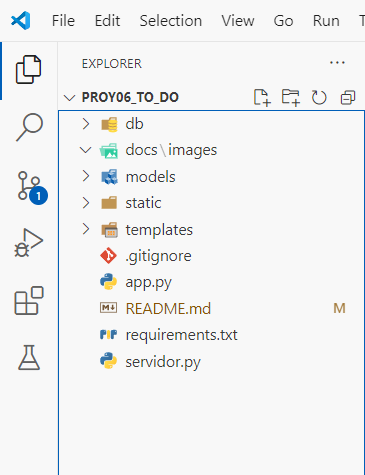 File Edit Selection View Go Run T
EXPLORER
PROY06_TO_DO
db
docs\images
models
static
1
templates
.gitignore
app.py
README.md M
requirements.txt
servidor.py